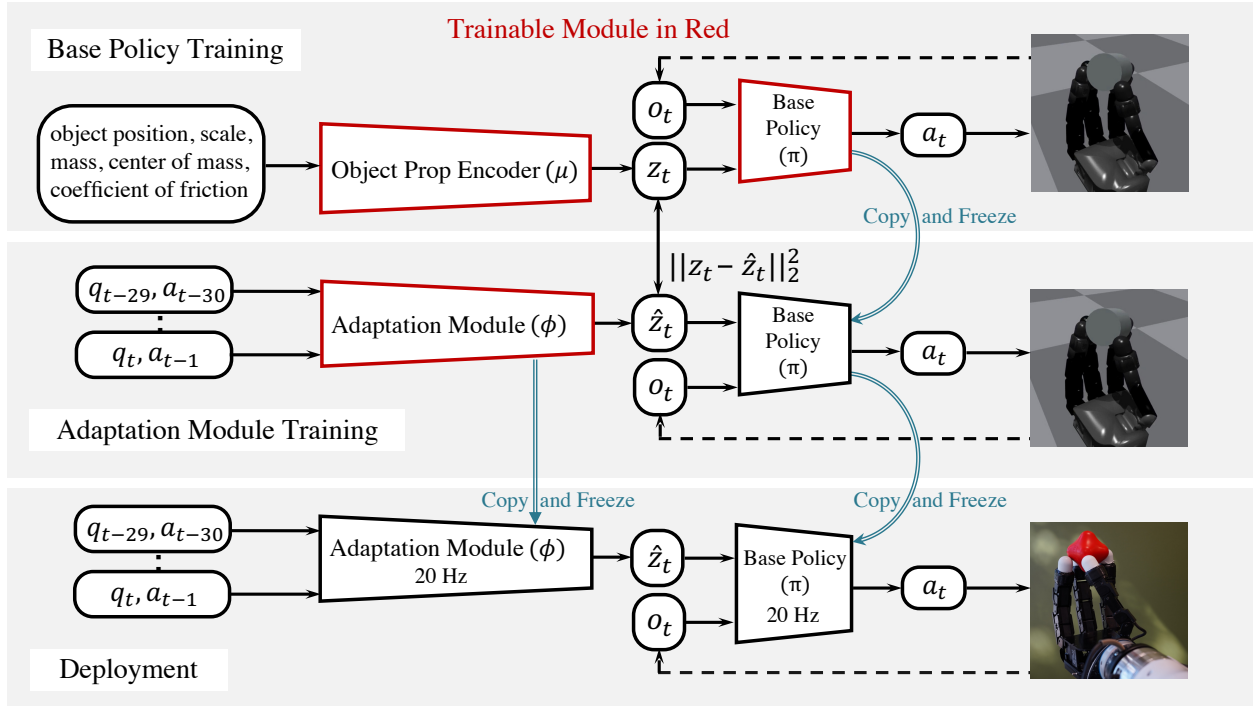 Trainable Module in Red
Base Policy Training
object position, scale,
mass, center of mass,
coefficient of friction
Object Prop Encoder (μ)
o_t
z_t
Base
Policy
(π)
a_t
Copy and Freeze
||z_t − ẑ_t||_2^2
q_{t−29}, a_{t−30}
q_t, a_{t−1}
Adaptation Module (ϕ)
ẑ_t
o_t
Base
Policy
(π)
a_t
Adaptation Module Training
Copy and Freeze
Copy and Freeze
q_{t−29}, a_{t−30}
q_t, a_{t−1}
Adaptation Module (ϕ)
20 Hz
ẑ_t
o_t
Base Policy
(π)
20 Hz
a_t
Deployment